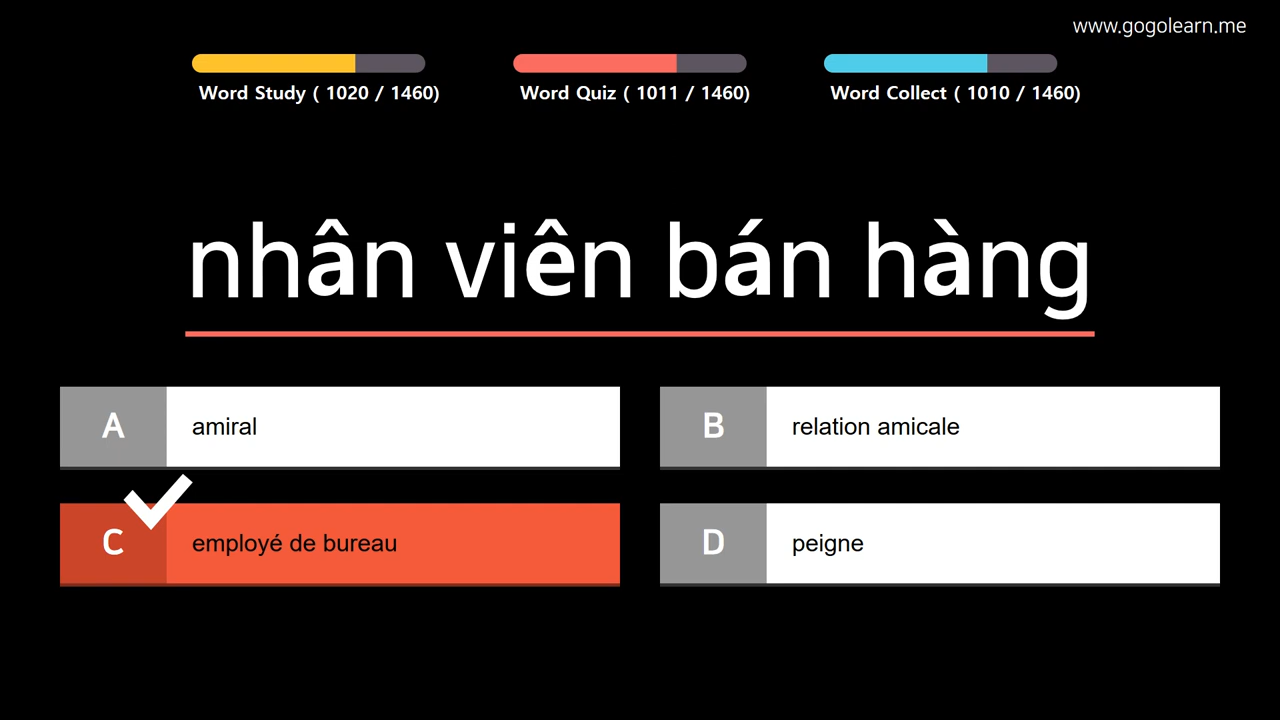 www.gogolearn.me
Word Study ( 1020 / 1460)
Word Quiz ( 1011 / 1460)
Word Collect ( 1010 / 1460)
nhân viên bán hàng
A amiral
B relation amicale
C employé de bureau
D peigne